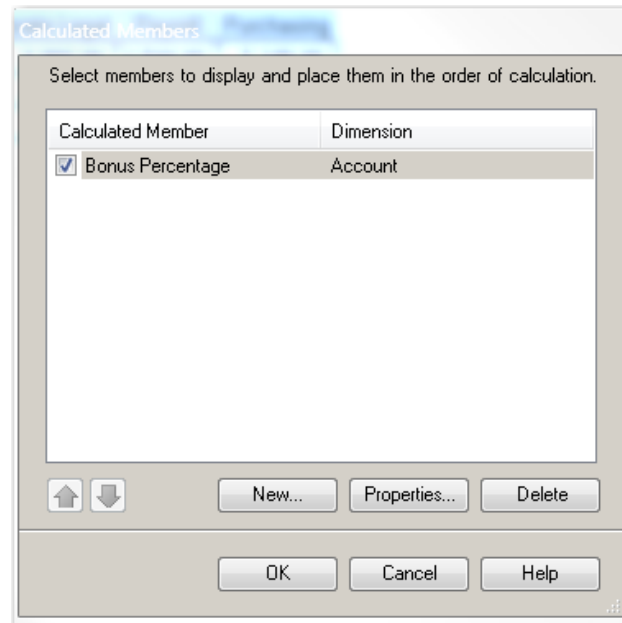 Calculated Members
Select members to display and place them in the order of calculation.
Calculated Member Dimension
Bonus Percentage Account
New... Properties... Delete
OK Cancel Help